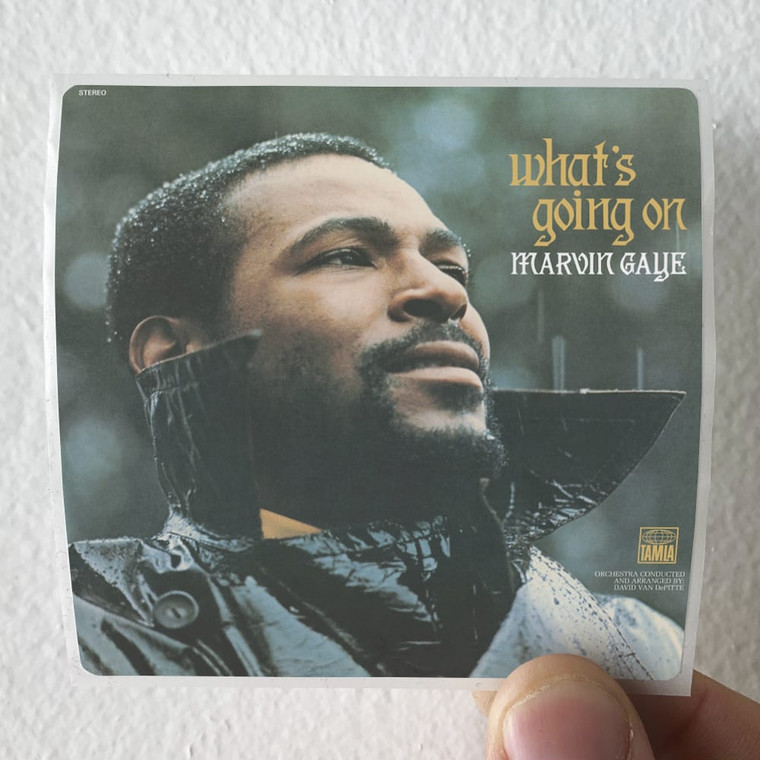 STEREO
what's
going on
MARVIN GAYE
TAMLA
ORCHESTRA CONDUCTED
AND ARRANGED BY:
DAVID VAN DePITTE